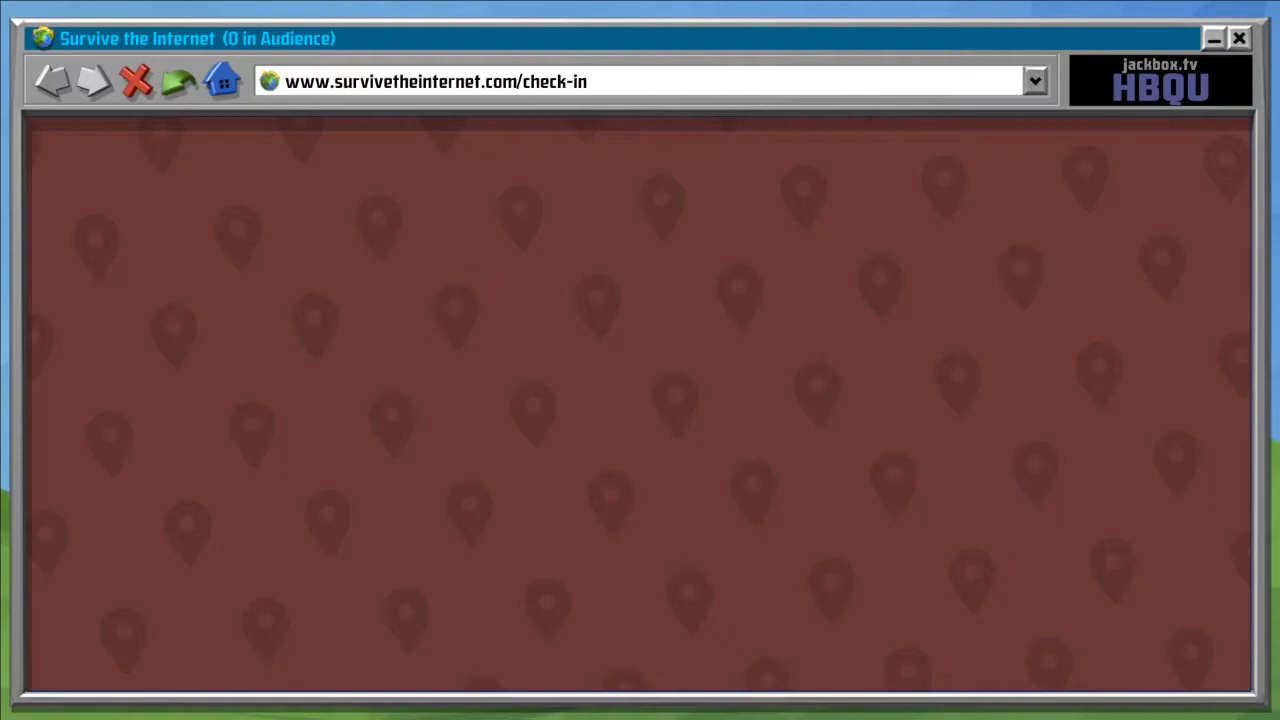 Survive the Internet (0 in Audience)
www.survivetheinternet.com/check-in
jackbox.tv
HBQU